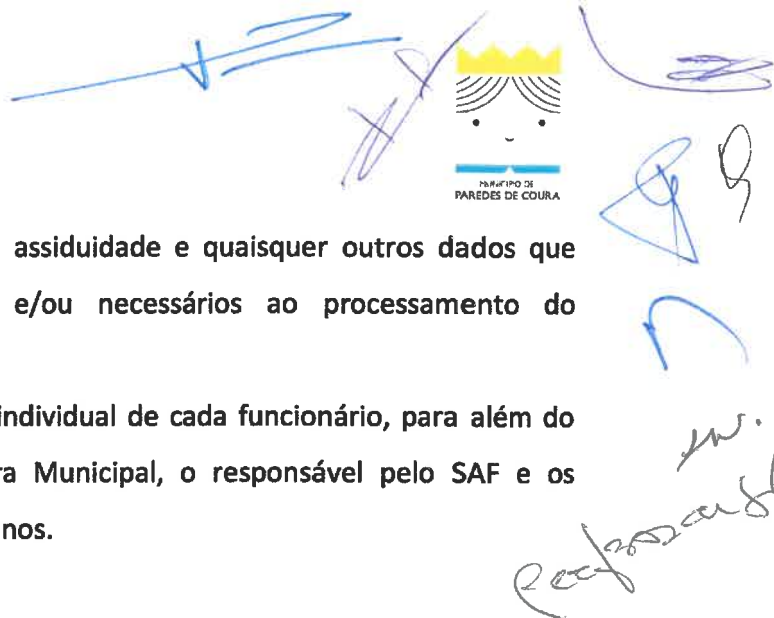 MUNICÍPIO DE
PAREDES DE COURA
assiduidade e quaisquer outros dados que
e/ou necessários ao processamento do
individual de cada funcionário, para além do
ra Municipal, o responsável pelo SAF e os
nos.